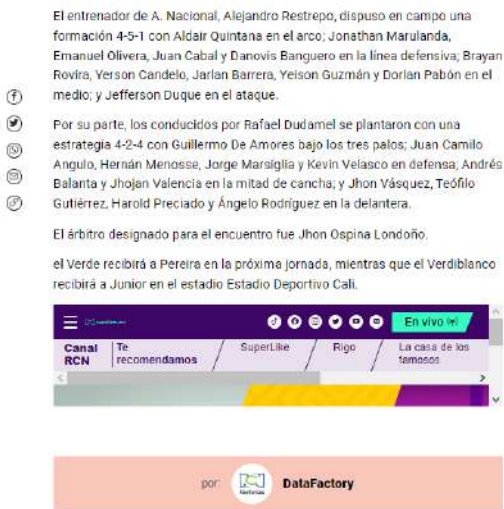 El entrenador de A. Nacional, Alejandro Restrepo, dispuso en campo una
formación 4-5-1 con Aldair Quintana en el arco; Jonathan Marulanda,
Emanuel Olivera, Juan Cabal y Danovis Banguero en la línea defensiva; Brayan
Rovira, Yerson Candelo, Jarlan Barrera, Yeison Guzmán y Dorlan Pabón en el
medio; y Jefferson Duque en el ataque.
Por su parte, los conducidos por Rafael Dudamel se plantaron con una
estrategia 4-2-4 con Guillermo De Amores bajo los tres palos; Juan Camilo
Angulo, Hernán Menosse, Jorge Marsiglia y Kevin Velasco en defensa; Andrés
Balanta y Jhojan Valencia en la mitad de cancha; y Jhon Vásquez, Teófilo
Gutiérrez, Harold Preciado y Ángelo Rodríguez en la delantera.
El árbitro designado para el encuentro fue Jhon Ospina Londoño.
el Verde recibirá a Pereira en la próxima jornada, mientras que el Verdiblanco
recibirá a Junior en el estadio Estadio Deportivo Cali.
En vivo
Canal RCN
Te recomendamos
SuperLike
Rigo
La casa de los famosos
por:
RCN
Noticias
DataFactory